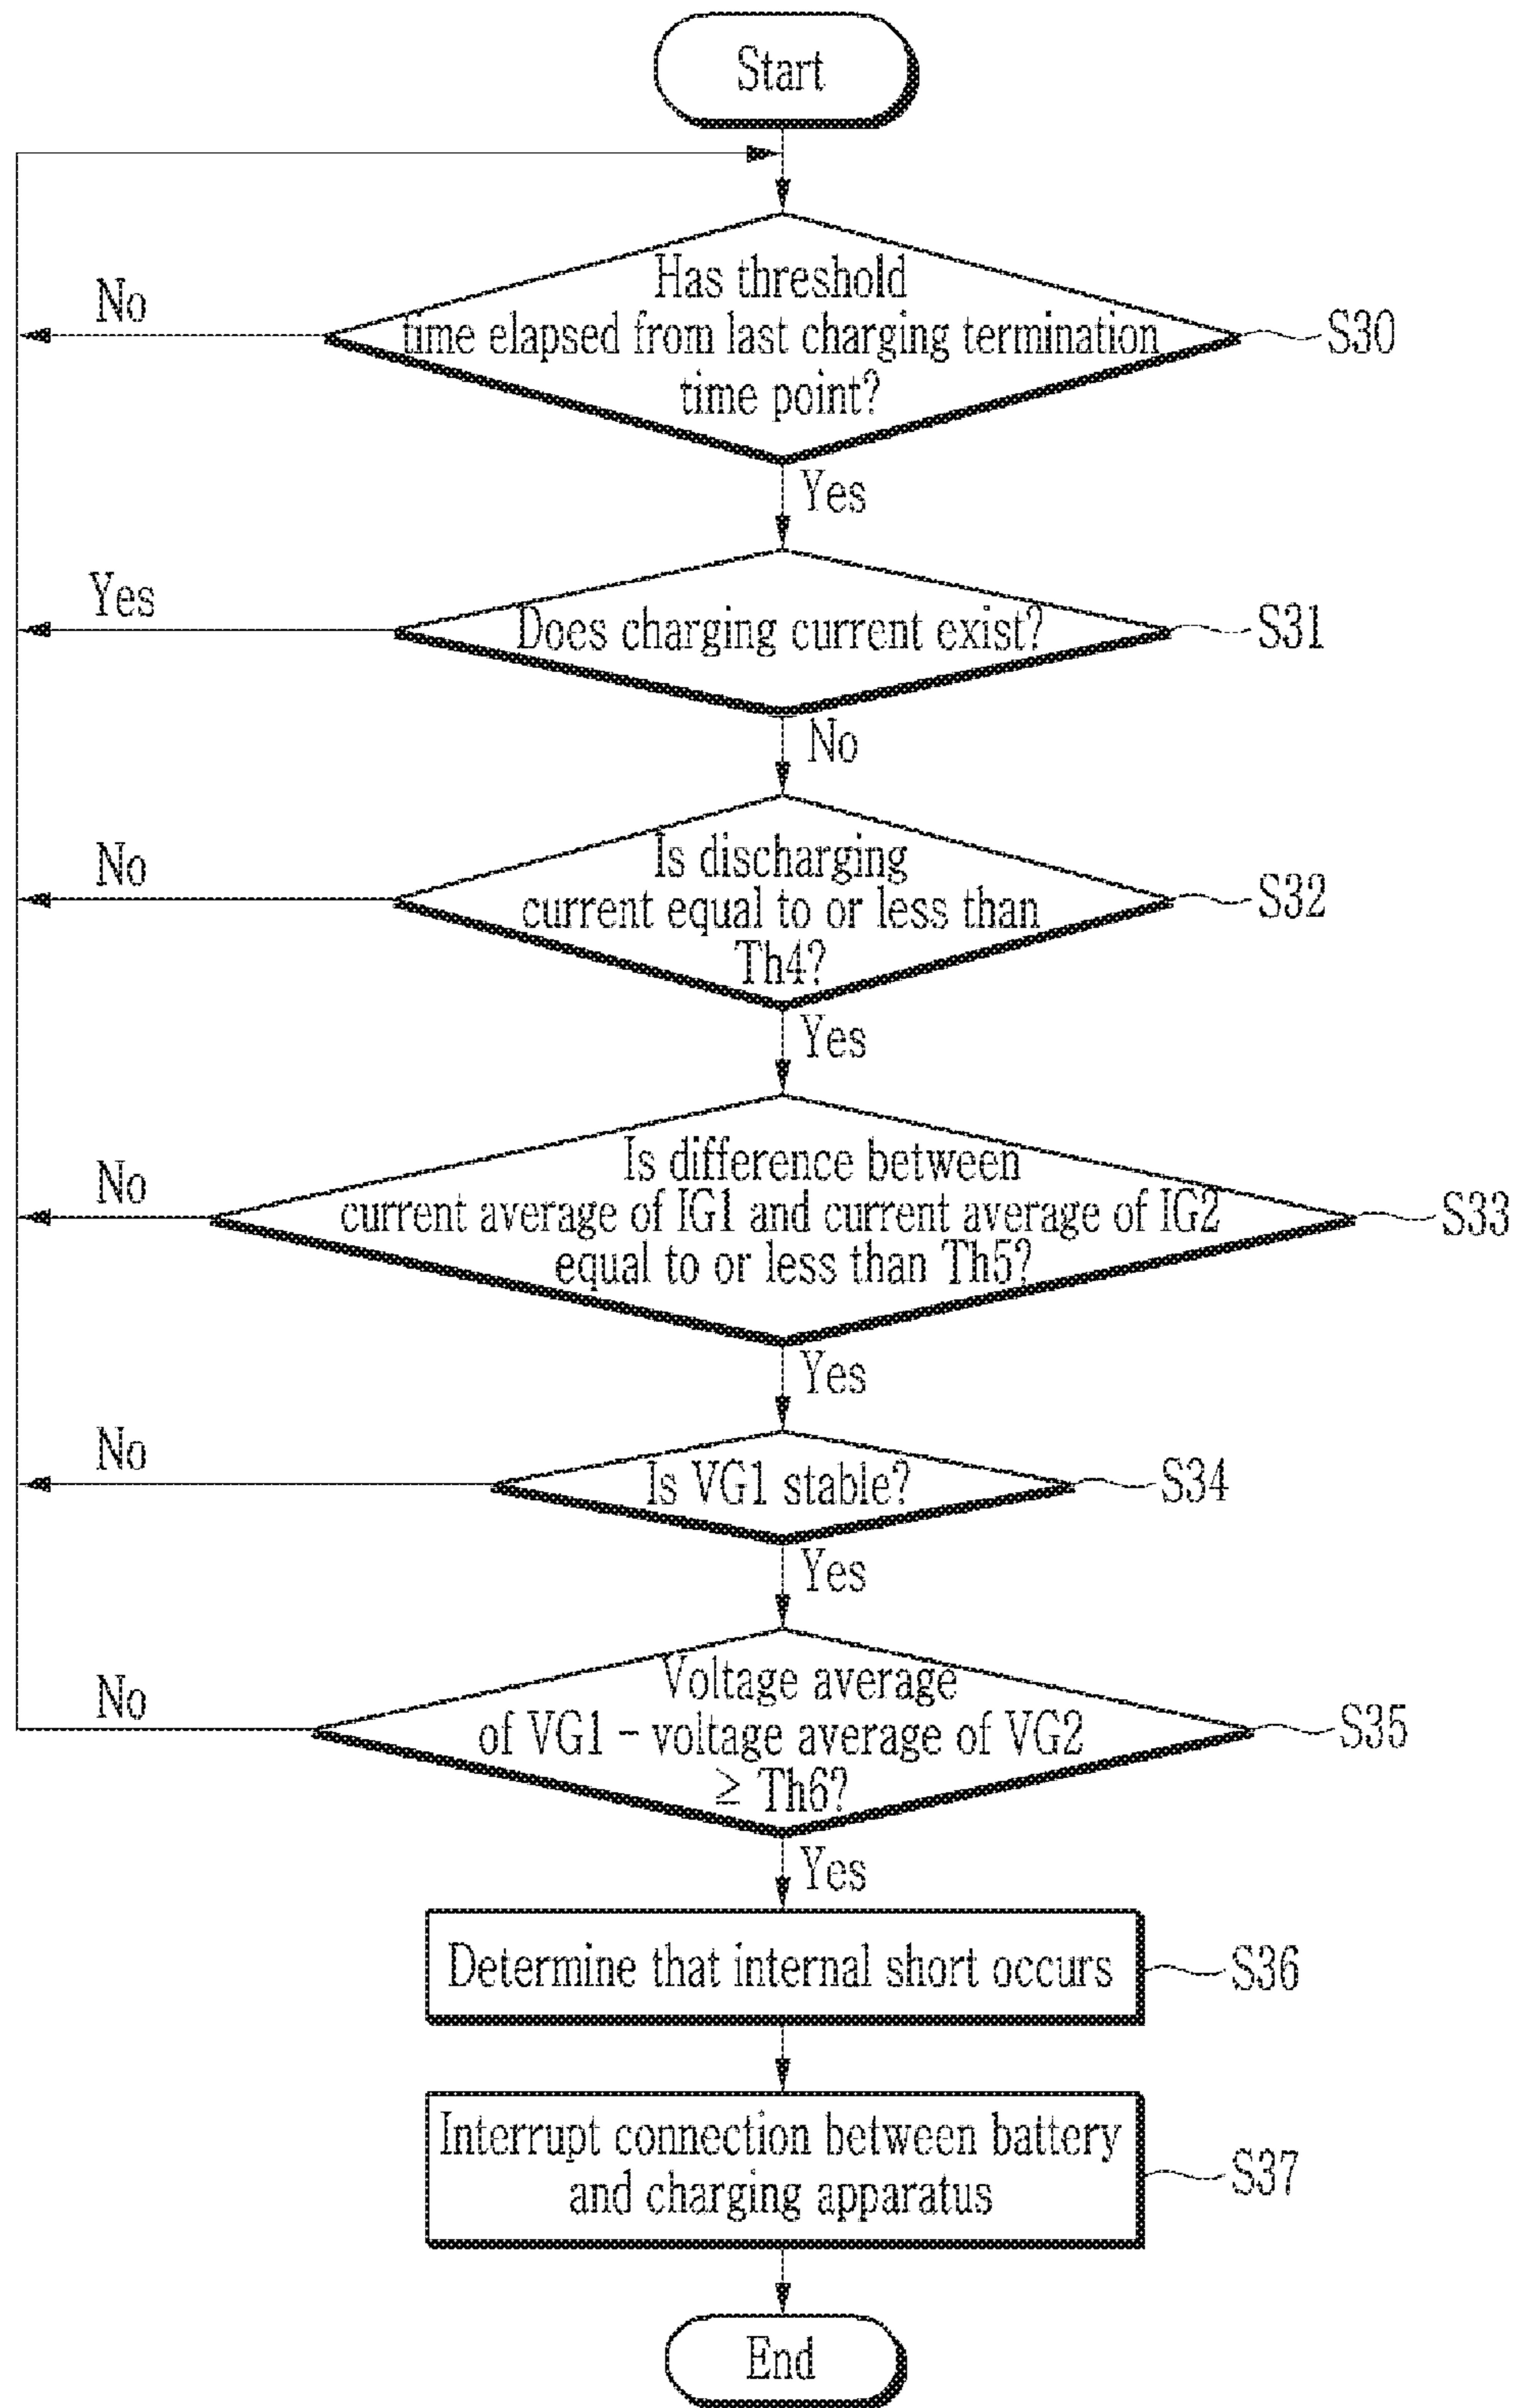 Start
Has threshold
time elapsed from last charging termination
time point?
S30
No
Yes
Does charging current exist?
S31
Yes
No
Is discharging
current equal to or less than
Th4?
S32
No
Yes
Is difference between
current average of IG1 and current average of IG2
equal to or less than Th5?
S33
No
Yes
Is VG1 stable?
S34
No
Yes
Voltage average
of VG1 – voltage average of VG2
≥ Th6?
S35
No
Yes
Determine that internal short occurs
S36
Interrupt connection between battery
and charging apparatus
S37
End